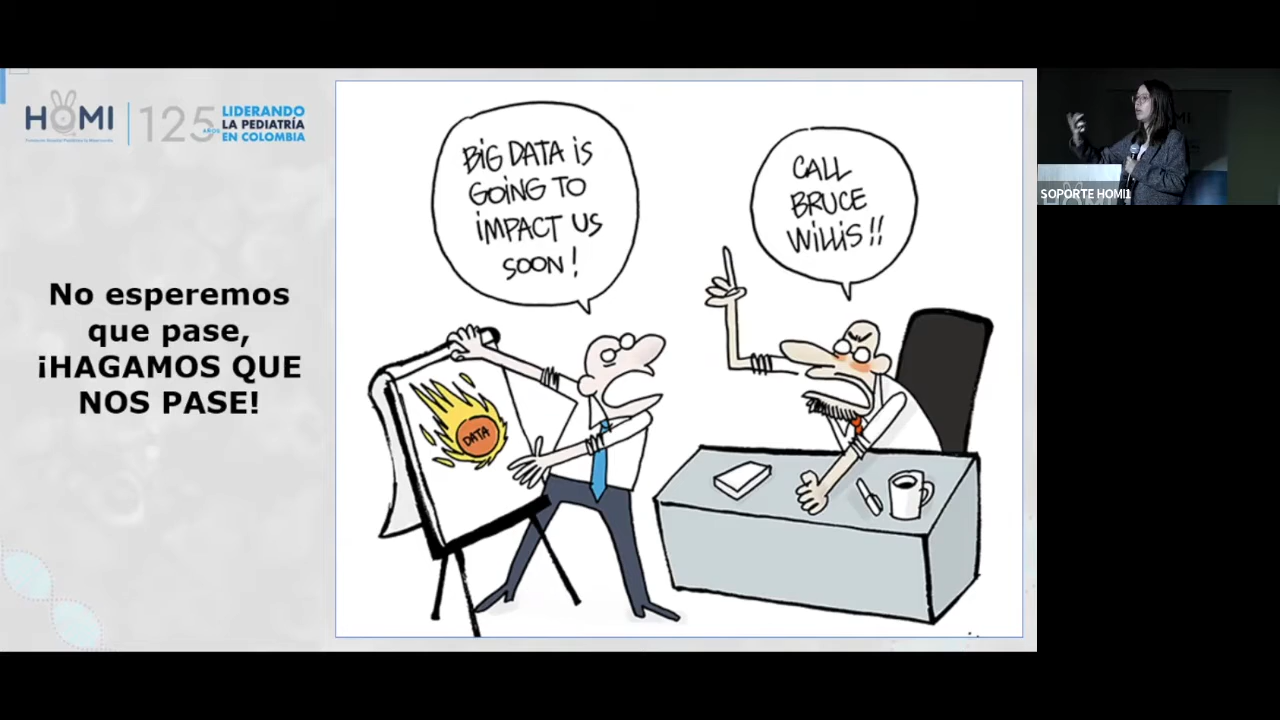 HOMI
125
AÑOS
LIDERANDO
LA PEDIATRÍA
EN COLOMBIA
No esperemos
que pase,
¡HAGAMOS QUE
NOS PASE!
BIG DATA IS
GOING TO
IMPACT US
SOON!
CALL
BRUCE
WILLIS!!
DATA
SOPORTE HOMI1